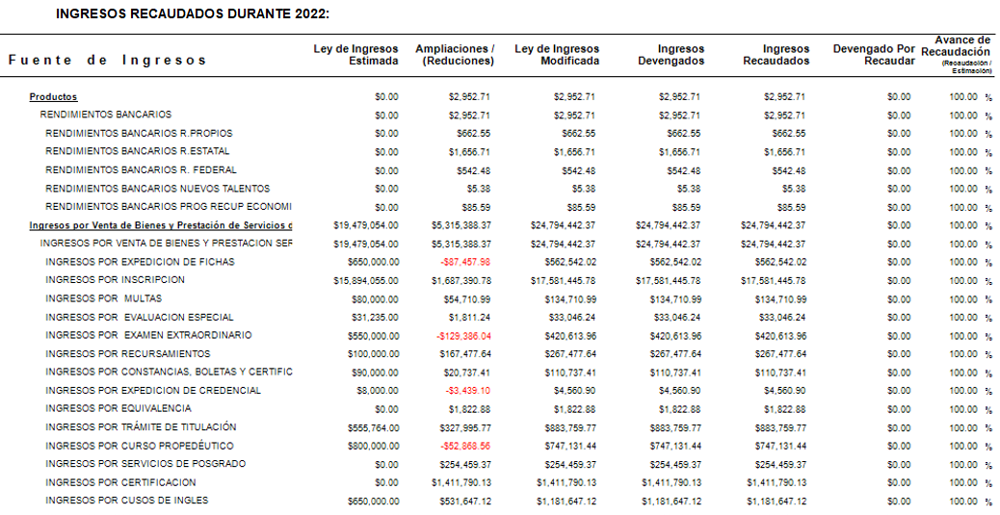 INGRESOS RECAUDADOS DURANTE 2022:
Fuente de Ingresos Ley de Ingresos Estimada Ampliaciones / (Reduciones) Ley de Ingresos Modificada Ingresos Devengados Ingresos Recaudados Devengado Por Recaudar Avance de Recaudación (Recaudación / Estimación)
Productos $0.00 $2,952.71 $2,952.71 $2,952.71 $2,952.71 $0.00 100.00 %
RENDIMIENTOS BANCARIOS $0.00 $2,952.71 $2,952.71 $2,952.71 $2,952.71 $0.00 100.00 %
RENDIMIENTOS BANCARIOS R.PROPIOS $0.00 $662.55 $662.55 $662.55 $662.55 $0.00 100.00 %
RENDIMIENTOS BANCARIOS R.ESTATAL $0.00 $1,656.71 $1,656.71 $1,656.71 $1,656.71 $0.00 100.00 %
RENDIMIENTOS BANCARIOS R. FEDERAL $0.00 $542.48 $542.48 $542.48 $542.48 $0.00 100.00 %
RENDIMIENTOS BANCARIOS NUEVOS TALENTOS $0.00 $5.38 $5.38 $5.38 $5.38 $0.00 100.00 %
RENDIMIENTOS BANCARIOS PROG RECUP ECONOMI $0.00 $85.59 $85.59 $85.59 $85.59 $0.00 100.00 %
Ingresos por Venta de Bienes y Prestación de Servicios d $19,479,054.00 $5,315,388.37 $24,794,442.37 $24,794,442.37 $24,794,442.37 $0.00 100.00 %
INGRESOS POR VENTA DE BIENES Y PRESTACION SER $19,479,054.00 $5,315,388.37 $24,794,442.37 $24,794,442.37 $24,794,442.37 $0.00 100.00 %
INGRESOS POR EXPEDICION DE FICHAS $650,000.00 -$87,457.98 $562,542.02 $562,542.02 $562,542.02 $0.00 100.00 %
INGRESOS POR INSCRIPCION $15,894,055.00 $1,687,390.78 $17,581,445.78 $17,581,445.78 $17,581,445.78 $0.00 100.00 %
INGRESOS POR MULTAS $80,000.00 $54,710.99 $134,710.99 $134,710.99 $134,710.99 $0.00 100.00 %
INGRESOS POR EVALUACION ESPECIAL $31,235.00 $1,811.24 $33,046.24 $33,046.24 $33,046.24 $0.00 100.00 %
INGRESOS POR EXAMEN EXTRAORDINARIO $550,000.00 -$129,386.04 $420,613.96 $420,613.96 $420,613.96 $0.00 100.00 %
INGRESOS POR RECURSAMIENTOS $100,000.00 $167,477.64 $267,477.64 $267,477.64 $267,477.64 $0.00 100.00 %
INGRESOS POR CONSTANCIAS, BOLETAS Y CERTIFIC $90,000.00 $20,737.41 $110,737.41 $110,737.41 $110,737.41 $0.00 100.00 %
INGRESOS POR EXPEDICION DE CREDENCIAL $8,000.00 -$3,439.10 $4,560.90 $4,560.90 $4,560.90 $0.00 100.00 %
INGRESOS POR EQUIVALENCIA $0.00 $1,822.88 $1,822.88 $1,822.88 $1,822.88 $0.00 100.00 %
INGRESOS POR TRÁMITE DE TITULACIÓN $555,764.00 $327,995.77 $883,759.77 $883,759.77 $883,759.77 $0.00 100.00 %
INGRESOS POR CURSO PROPEDÉUTICO $800,000.00 -$52,868.56 $747,131.44 $747,131.44 $747,131.44 $0.00 100.00 %
INGRESOS POR SERVICIOS DE POSGRADO $0.00 $254,459.37 $254,459.37 $254,459.37 $254,459.37 $0.00 100.00 %
INGRESOS POR CERTIFICACION $0.00 $1,411,790.13 $1,411,790.13 $1,411,790.13 $1,411,790.13 $0.00 100.00 %
INGRESOS POR CUSOS DE INGLES $650,000.00 $531,647.12 $1,181,647.12 $1,181,647.12 $1,181,647.12 $0.00 100.00 %